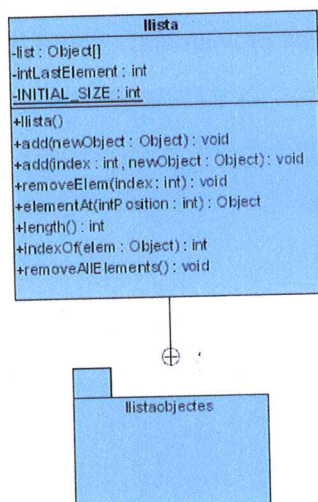 llista
-list : Object[]
-intLastElement : int
-INITIAL_SIZE : int
+llista()
+add(newObject : Object) : void
+add(index : int, newObject : Object) : void
+removeElem(index : int) : void
+elementAt(intPosition : int) : Object
+length() : int
+indexOf(elem : Object) : int
+removeAllElements() : void
llistaobjectes